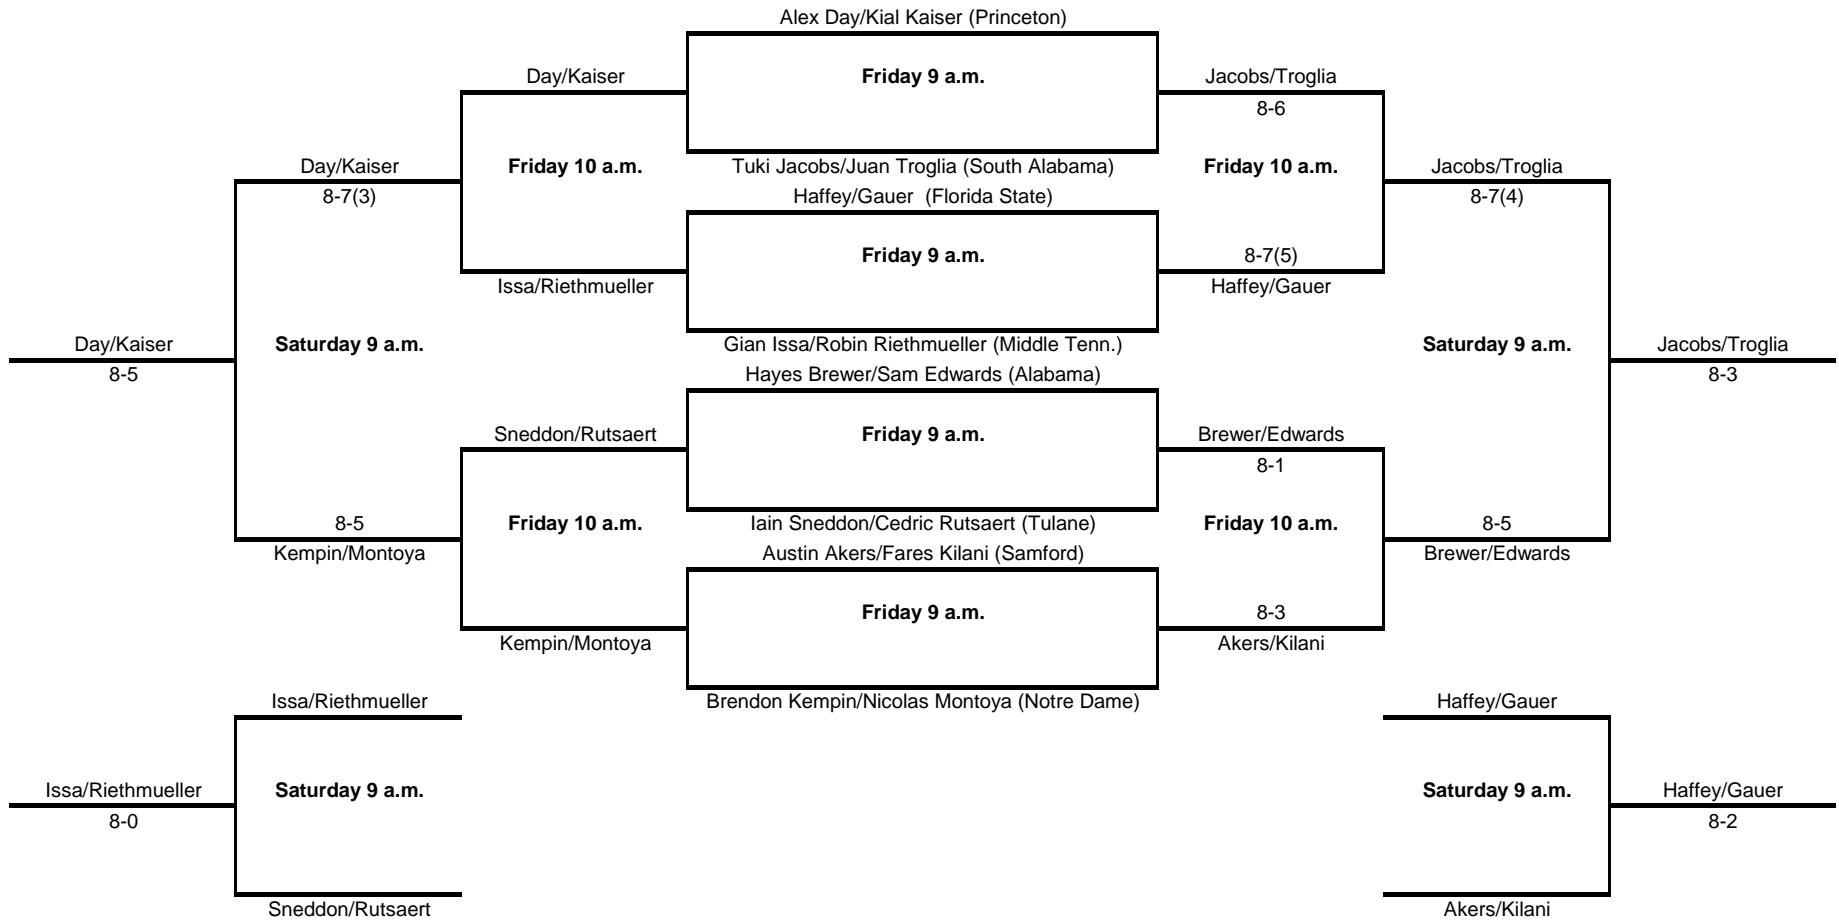 Alex Day/Kial Kaiser (Princeton)
Day/Kaiser
Friday 9 a.m.
Jacobs/Troglia
8-6
Day/Kaiser
Friday 10 a.m.
Tuki Jacobs/Juan Troglia (South Alabama)
Friday 10 a.m.
Jacobs/Troglia
8-7(3)
Haffey/Gauer (Florida State)
8-7(4)
Friday 9 a.m.
8-7(5)
Issa/Riethmueller
Haffey/Gauer
Day/Kaiser
Saturday 9 a.m.
Gian Issa/Robin Riethmueller (Middle Tenn.)
Saturday 9 a.m.
Jacobs/Troglia
8-5
Hayes Brewer/Sam Edwards (Alabama)
8-3
Sneddon/Rutsaert
Friday 9 a.m.
Brewer/Edwards
8-1
8-5
Friday 10 a.m.
Iain Sneddon/Cedric Rutsaert (Tulane)
Friday 10 a.m.
8-5
Kempin/Montoya
Austin Akers/Fares Kilani (Samford)
Brewer/Edwards
Friday 9 a.m.
8-3
Kempin/Montoya
Akers/Kilani
Issa/Riethmueller
Brendon Kempin/Nicolas Montoya (Notre Dame)
Haffey/Gauer
Issa/Riethmueller
Saturday 9 a.m.
Saturday 9 a.m.
Haffey/Gauer
8-0
8-2
Sneddon/Rutsaert
Akers/Kilani